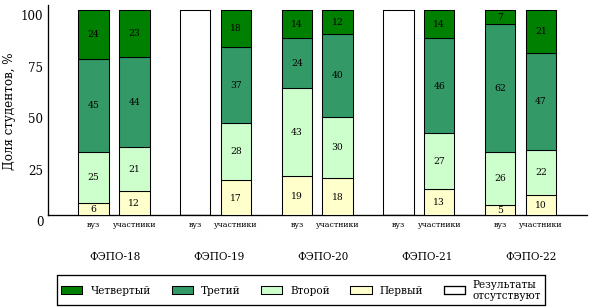 Доля студентов, %
100
75
50
25
0
24 23 18 14 12 14 7 21
45 44 37 24 40 46 62 47
25 21 28 43 30 27 26 22
6 12 17 19 18 13 5 10
вуз участники вуз участники вуз участники вуз участники вуз участники
ФЭПО-18 ФЭПО-19 ФЭПО-20 ФЭПО-21 ФЭПО-22
Четвертый Третий Второй Первый Результаты
отсутствуют